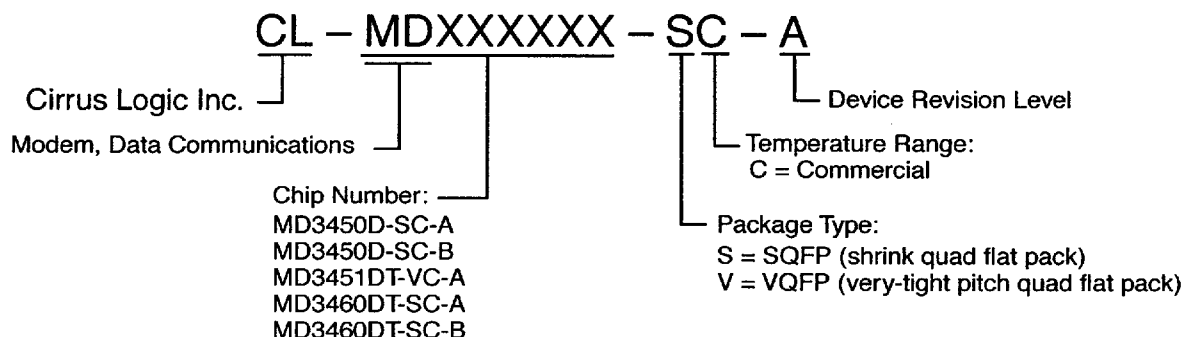 CL – MDXXXXXX – SC – A
Cirrus Logic Inc.
Device Revision Level
Modem, Data Communications
Temperature Range:
C = Commercial
Chip Number:
MD3450D-SC-A
MD3450D-SC-B
MD3451DT-VC-A
MD3460DT-SC-A
MD3460DT-SC-B
Package Type:
S = SQFP (shrink quad flat pack)
V = VQFP (very-tight pitch quad flat pack)